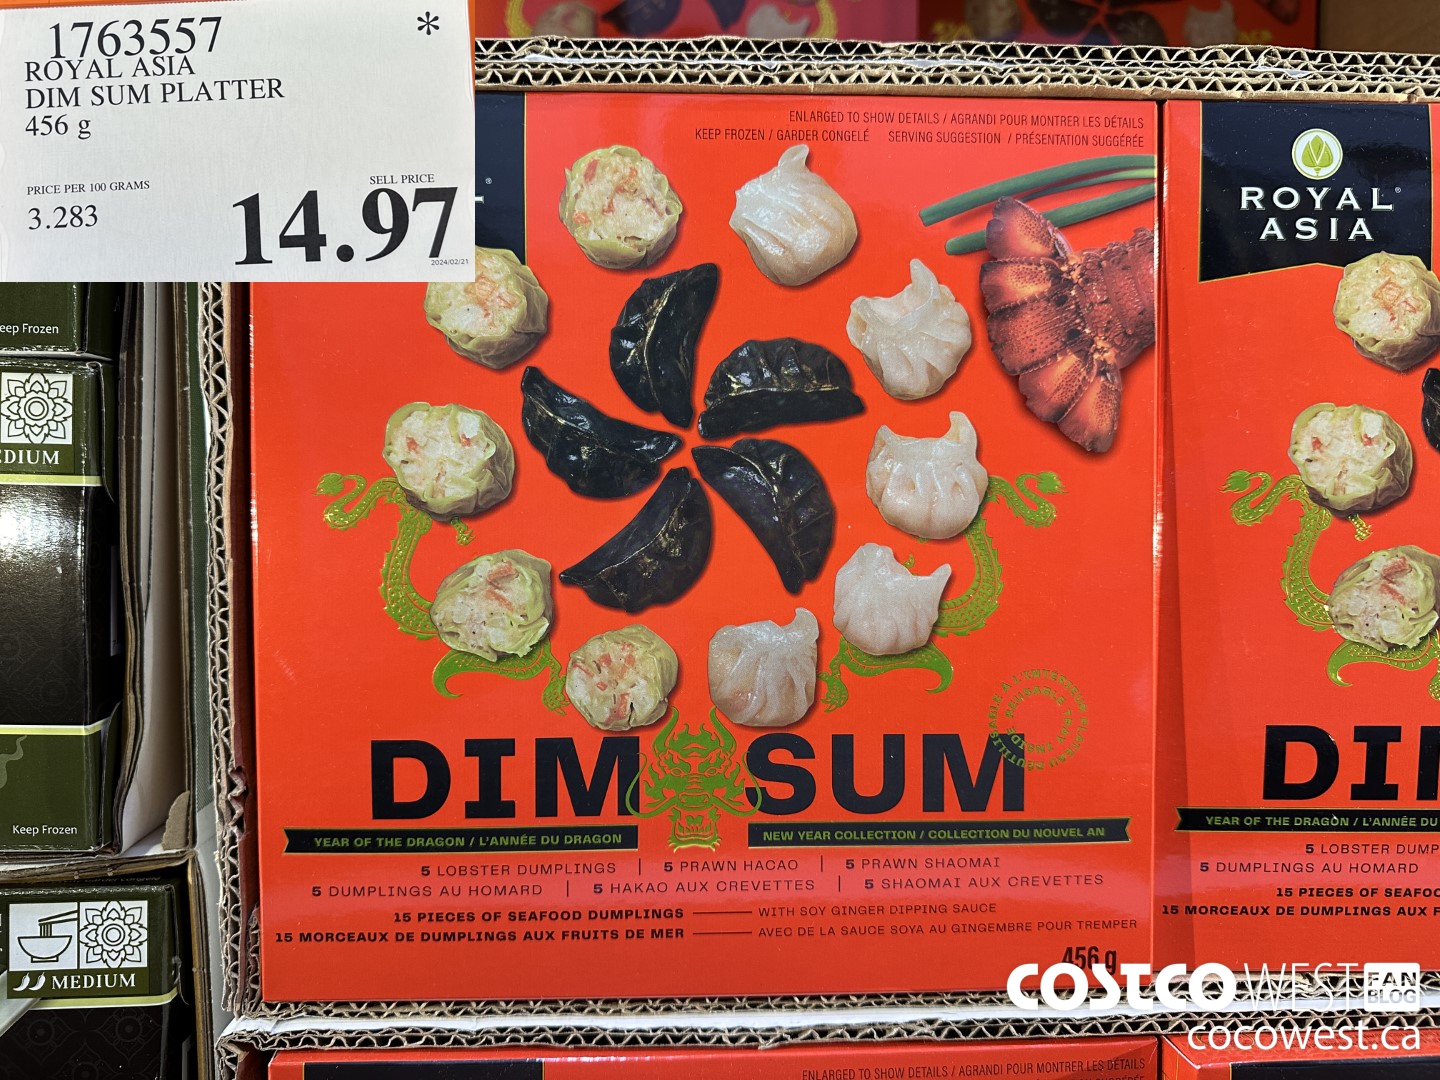 1763557 *
ROYAL ASIA
DIM SUM PLATTER
456 g
PRICE PER 100 GRAMS
3.283
SELL PRICE
14.97
2024/02/21
ENLARGED TO SHOW DETAILS / AGRANDI POUR MONTRER LES DÉTAILS
KEEP FROZEN / GARDER CONGELÉ SERVING SUGGESTION / PRÉSENTATION SUGGÉRÉE
ROYAL®
ASIA
eep Frozen
EDIUM
Keep Frozen
MEDIUM
DIM SUM
YEAR OF THE DRAGON / L'ANNÉE DU DRAGON
NEW YEAR COLLECTION / COLLECTION DU NOUVEL AN
5 LOBSTER DUMPLINGS | 5 PRAWN HACAO | 5 PRAWN SHAOMAI
5 DUMPLINGS AU HOMARD | 5 HAKAO AUX CREVETTES | 5 SHAOMAI AUX CREVETTES
15 PIECES OF SEAFOOD DUMPLINGS WITH SOY GINGER DIPPING SAUCE
15 MORCEAUX DE DUMPLINGS AUX FRUITS DE MER AVEC DE LA SAUCE SOYA AU GINGEMBRE POUR TREMPER
456 g
DI
YEAR OF THE DRAGON / L'ANNÉE DU
5 LOBSTER DUMP
5 DUMPLINGS AU HOMARD
15 PIECES OF SEAFOO
15 MORCEAUX DE DUMPLINGS AUX F
COSTCO WEST FAN BLOG
cocowest.ca
ENLARGED TO SHOW DETAILS / AGRANDI POUR MONTRER LES DÉTAILS